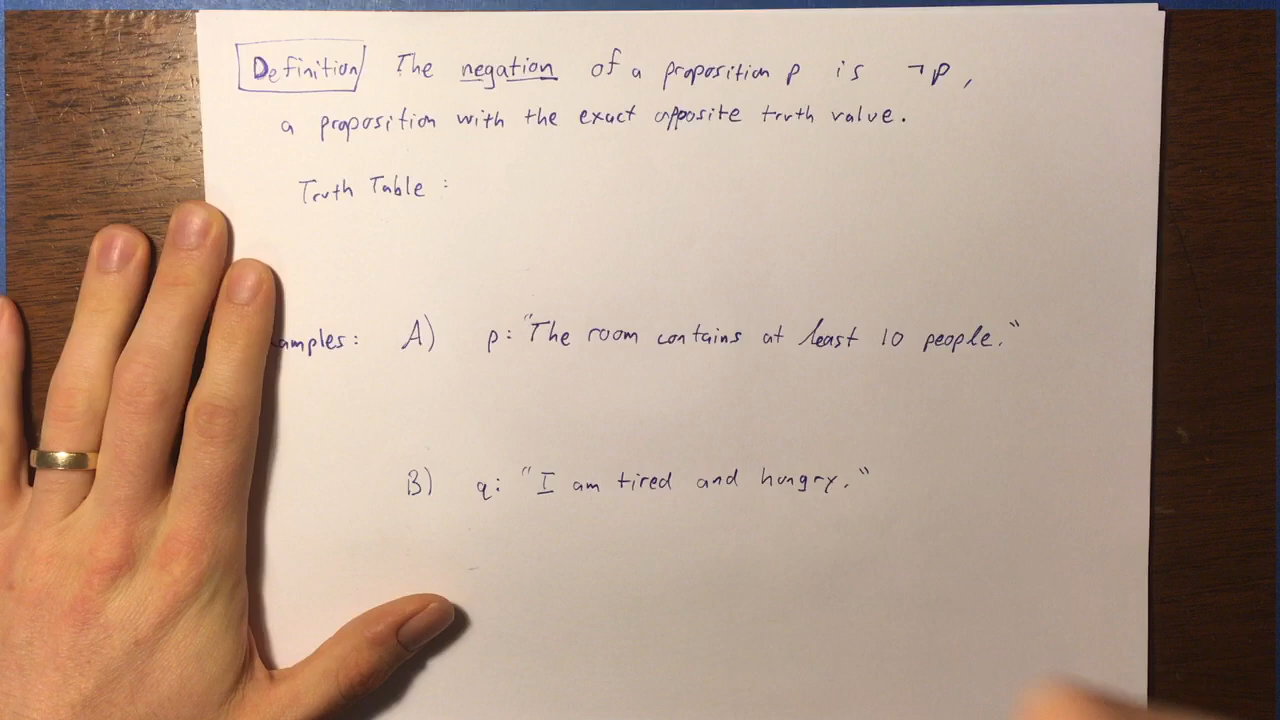 Definition The negation of a proposition p is ¬p,
a proposition with the exact opposite truth value.
Truth Table:
amples: A) p: "The room contains at least 10 people."
B) q: "I am tired and hungry."